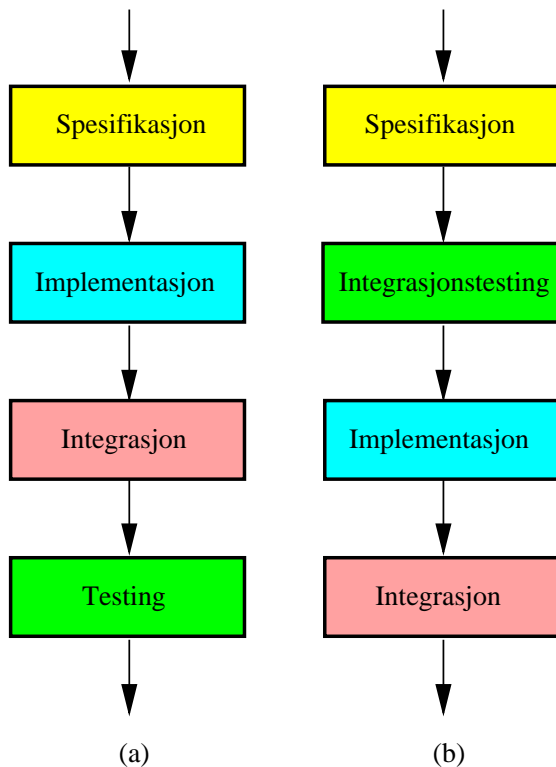 Spesifikasjon
Implementasjon
Integrasjon
Testing
(a)
Spesifikasjon
Integrasjonstesting
Implementasjon
Integrasjon
(b)